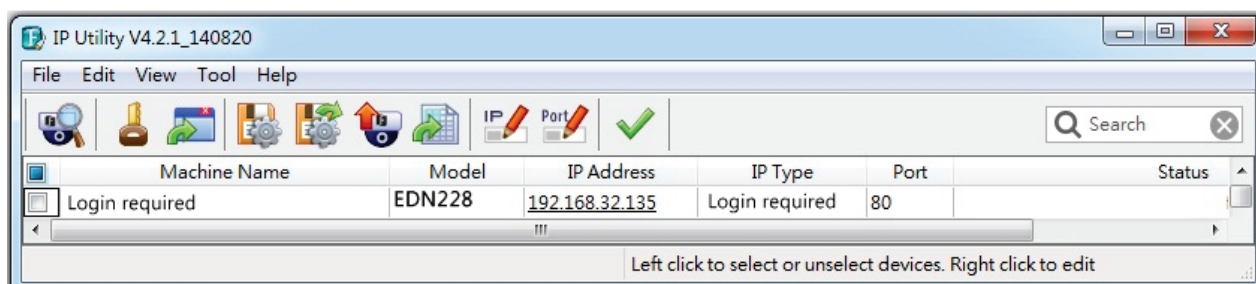 IP Utility V4.2.1_140820
File Edit View Tool Help
IP Port Search
Machine Name Model IP Address IP Type Port Status
Login required EDN228 192.168.32.135 Login required 80
Left click to select or unselect devices. Right click to edit